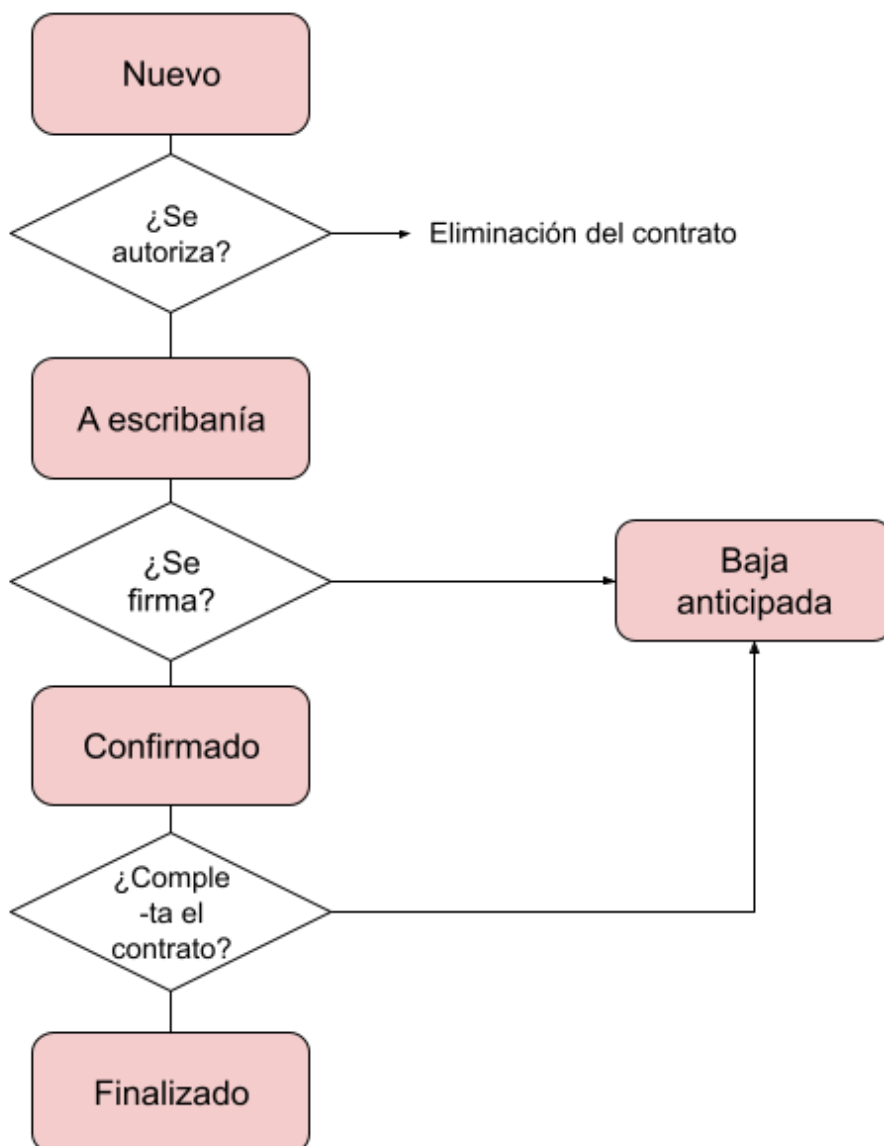 Nuevo
¿Se
autoriza?
Eliminación del contrato
A escribanía
¿Se
firma?
Baja
anticipada
Confirmado
¿Comple
-ta el
contrato?
Finalizado